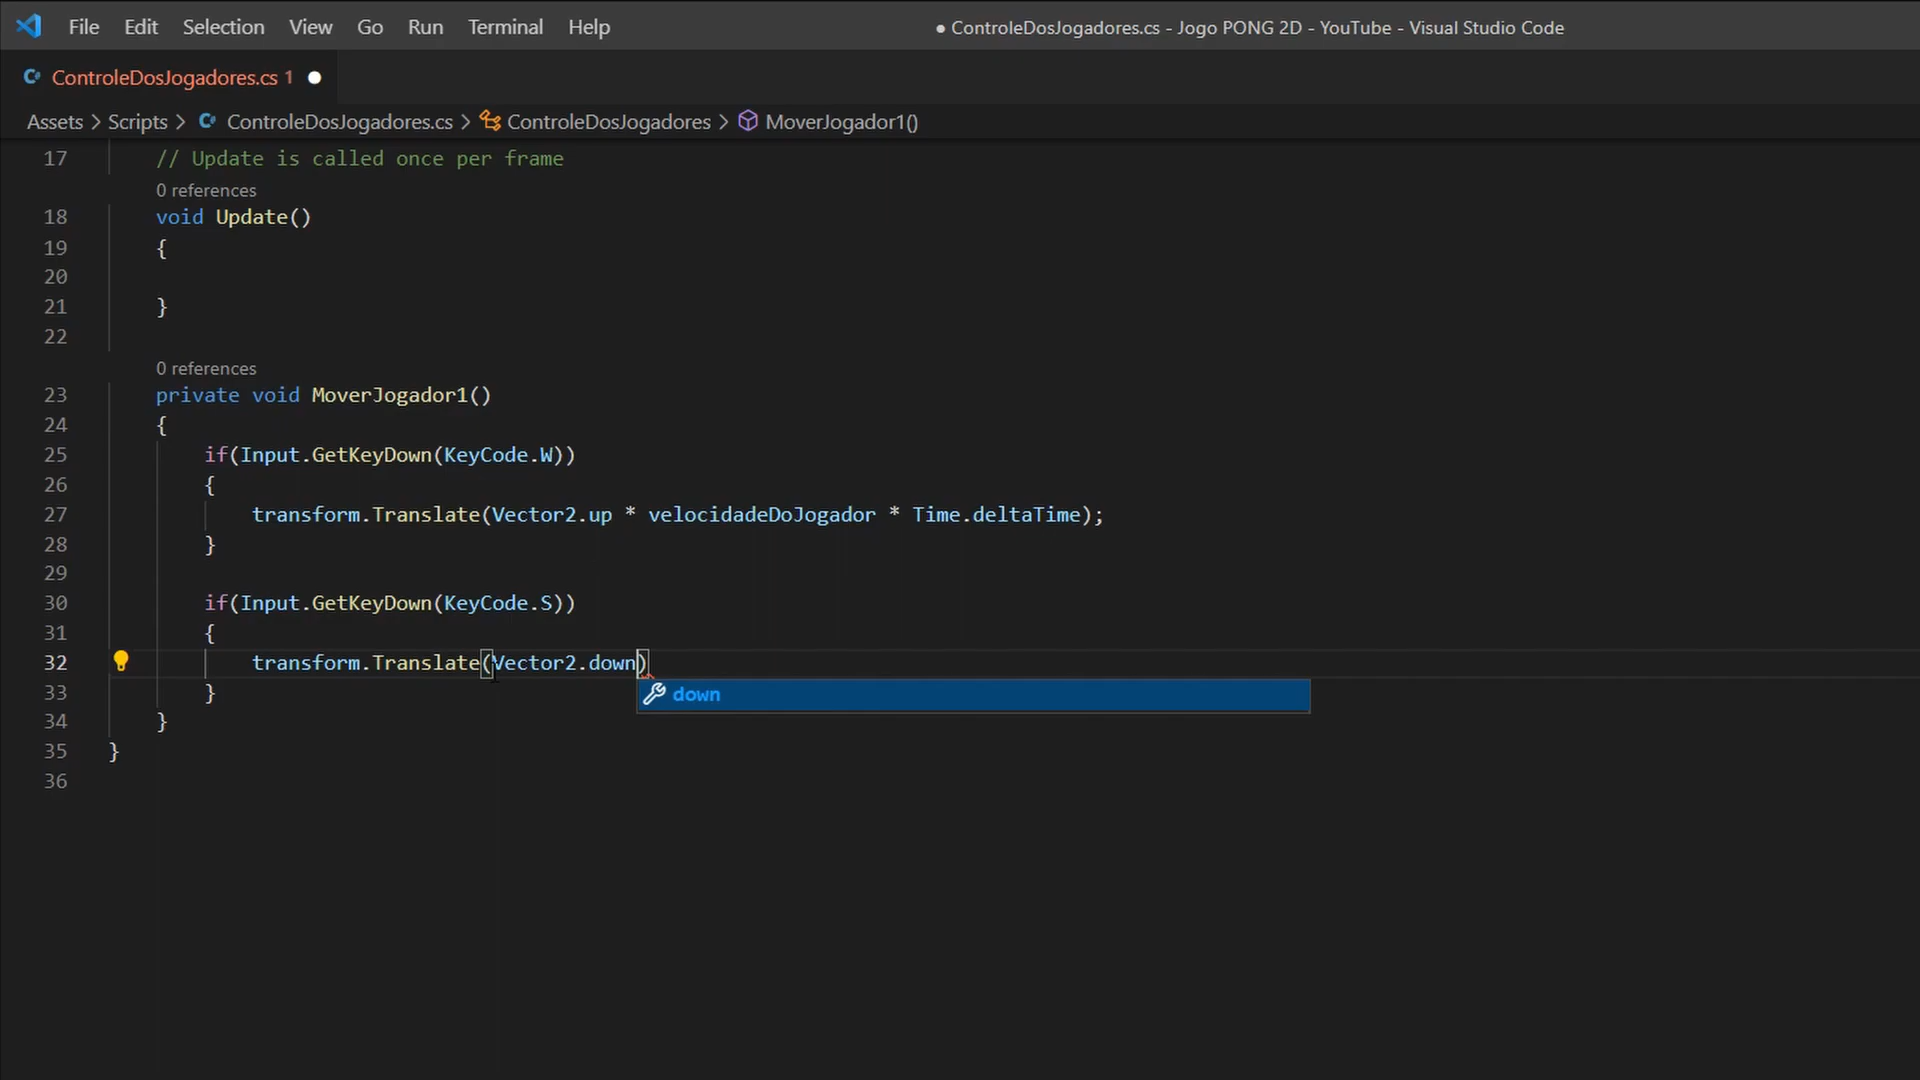 File Edit Selection View Go Run Terminal Help
● ControleDosJogadores.cs - Jogo PONG 2D - YouTube - Visual Studio Code
ControleDosJogadores.cs 1 ●
Assets > Scripts > ControleDosJogadores.cs > ControleDosJogadores > MoverJogador1()
17 // Update is called once per frame
0 references
18 void Update()
19 {
20
21 }
22
0 references
23 private void MoverJogador1()
24 {
25 if(Input.GetKeyDown(KeyCode.W))
26 {
27 transform.Translate(Vector2.up * velocidadeDoJogador * Time.deltaTime);
28 }
29
30 if(Input.GetKeyDown(KeyCode.S))
31 {
32 transform.Translate(Vector2.down)
down
33 }
34 }
35 }
36